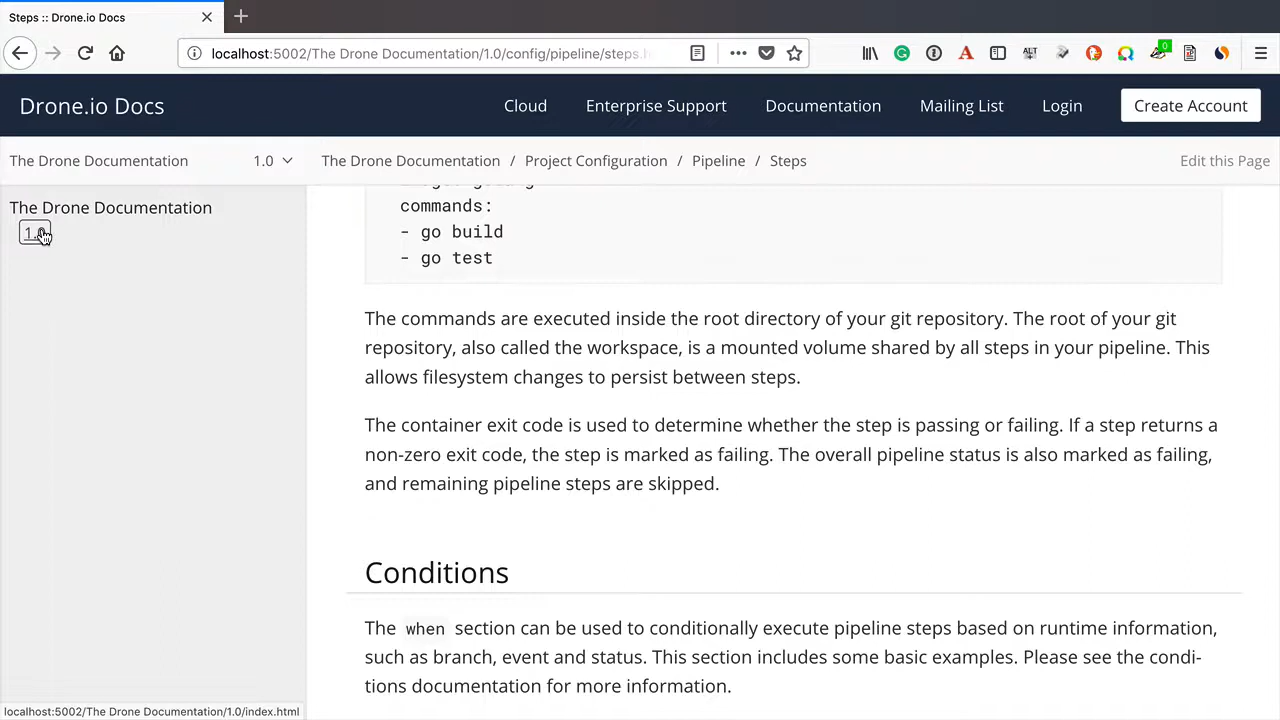 Steps :: Drone.io Docs
localhost:5002/The Drone Documentation/1.0/config/pipeline/steps.h
0
Drone.io Docs
Cloud
Enterprise Support
Documentation
Mailing List
Login
Create Account
The Drone Documentation
1.0
The Drone Documentation / Project Configuration / Pipeline / Steps
Edit this Page
The Drone Documentation
1.0
commands:
- go build
- go test
The commands are executed inside the root directory of your git repository. The root of your git
repository, also called the workspace, is a mounted volume shared by all steps in your pipeline. This
allows filesystem changes to persist between steps.
The container exit code is used to determine whether the step is passing or failing. If a step returns a
non-zero exit code, the step is marked as failing. The overall pipeline status is also marked as failing,
and remaining pipeline steps are skipped.
Conditions
The when section can be used to conditionally execute pipeline steps based on runtime information,
such as branch, event and status. This section includes some basic examples. Please see the condi-
tions documentation for more information.
localhost:5002/The Drone Documentation/1.0/index.html